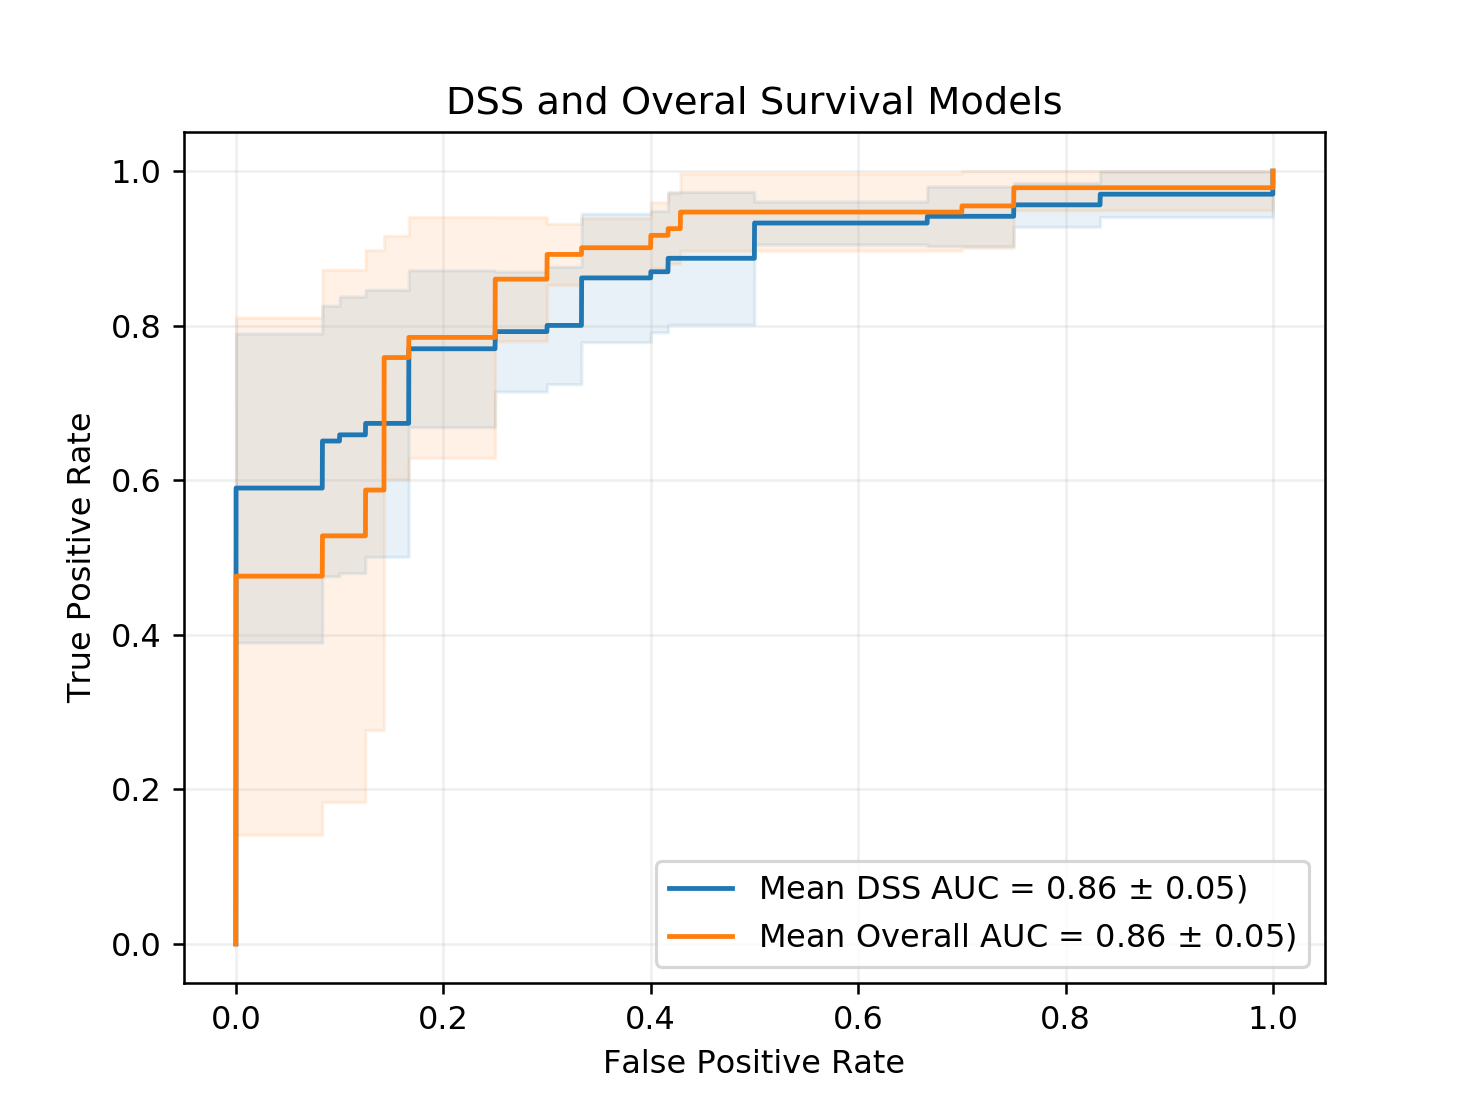 DSS and Overal Survival Models
1.0
0.8
0.6
0.4
0.2
0.0
True Positive Rate
0.0 0.2 0.4 0.6 0.8 1.0
False Positive Rate
Mean DSS AUC = 0.86 ± 0.05)
Mean Overall AUC = 0.86 ± 0.05)